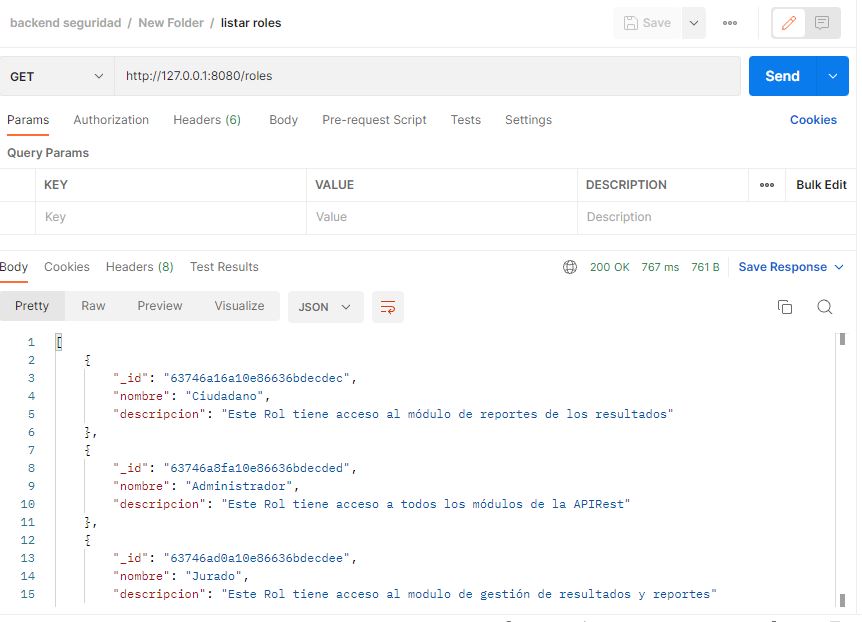 backend seguridad / New Folder / listar roles
Save
GET http://127.0.0.1:8080/roles Send
Params Authorization Headers (6) Body Pre-request Script Tests Settings Cookies
Query Params
KEY VALUE DESCRIPTION ••• Bulk Edit
Key Value Description
Body Cookies Headers (8) Test Results 200 OK 767 ms 761 B Save Response
Pretty Raw Preview Visualize JSON
1 [
2 {
3 "_id": "63746a16a10e86636bdecdec",
4 "nombre": "Ciudadano",
5 "descripcion": "Este Rol tiene acceso al módulo de reportes de los resultados"
6 },
7 {
8 "_id": "63746a8fa10e86636bdecded",
9 "nombre": "Administrador",
10 "descripcion": "Este Rol tiene acceso a todos los módulos de la APIRest"
11 },
12 {
13 "_id": "63746ad0a10e86636bdecdee",
14 "nombre": "Jurado",
15 "descripcion": "Este Rol tiene acceso al modulo de gestión de resultados y reportes"